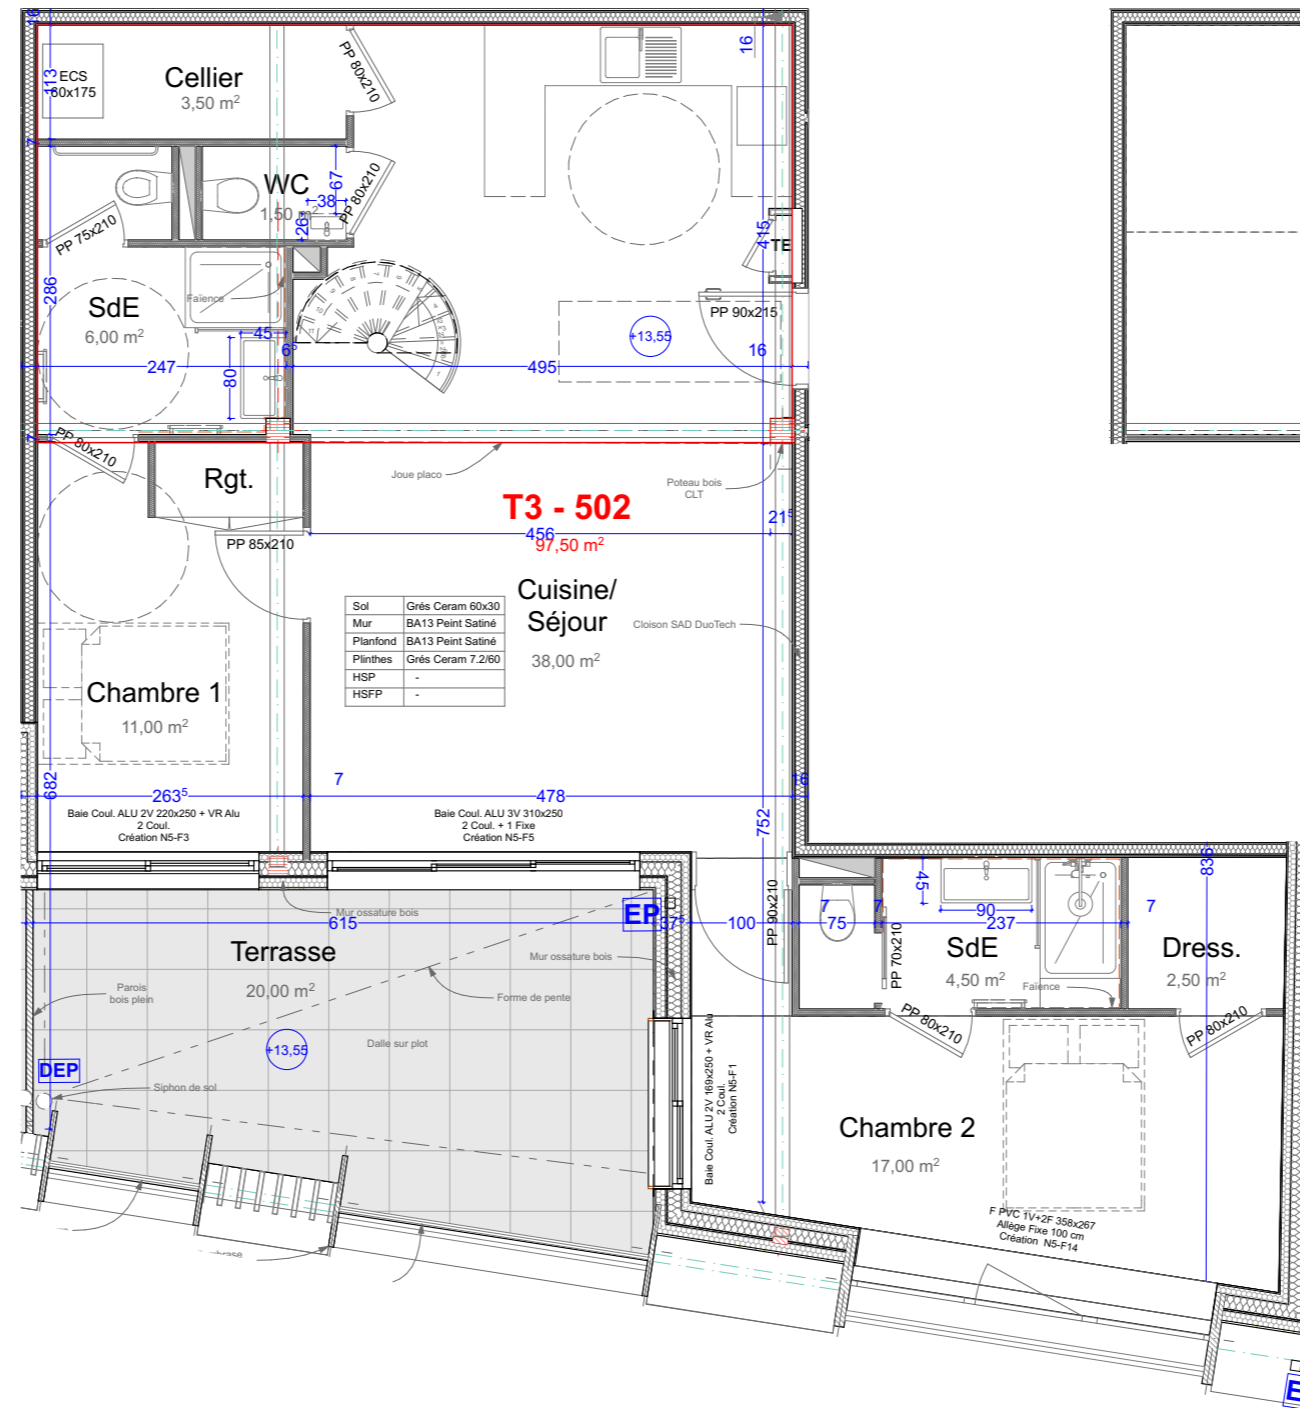 16
113
ECS
60x175
Cellier
3,50 m²
PP 80x210
16
7
WC
1,50 m²
67
38
26
PP 80x210
PP 75x210
286
SdE
6,00 m²
Faïence
45
80
6⁵
247
415
TE
PP 90x215
+13,55
16
495
7
PP 80x210
Rgt.
Joue placo
Poteau bois
CLT
T3 - 502
456
21⁵
97,50 m²
PP 85x210
Cuisine/
Séjour
38,00 m²
Cloison SAD DuoTech
Sol Grés Ceram 60x30
Mur BA13 Peint Satiné
Planfond BA13 Peint Satiné
Plinthes Grés Ceram 7.2/60
HSP -
HSFP -
Chambre 1
11,00 m²
682
7
16
263⁵
478
752
Baie Coul. ALU 2V 220x250 + VR Alu
2 Coul.
Création N5-F3
Baie Coul. ALU 3V 310x250
2 Coul. + 1 Fixe
Création N5-F5
836
Mur ossature bois
615
EP
37⁵
100
PP 90x210
7
75
7
45
90
237
7
PP 70x210
SdE
4,50 m²
Faïence
Dress.
2,50 m²
Terrasse
20,00 m²
Mur ossature bois
Parois
bois plein
Forme de pente
+13,55
Dalle sur plot
DEP
Siphon de sol
PP 80x210
PP 80x210
Baie Coul. ALU 2V 169x250 + VR Alu
2 Coul.
Création N5-F1
Chambre 2
17,00 m²
F PVC 1V+2F 358x267
Allège Fixe 100 cm
Création N5-F14
E